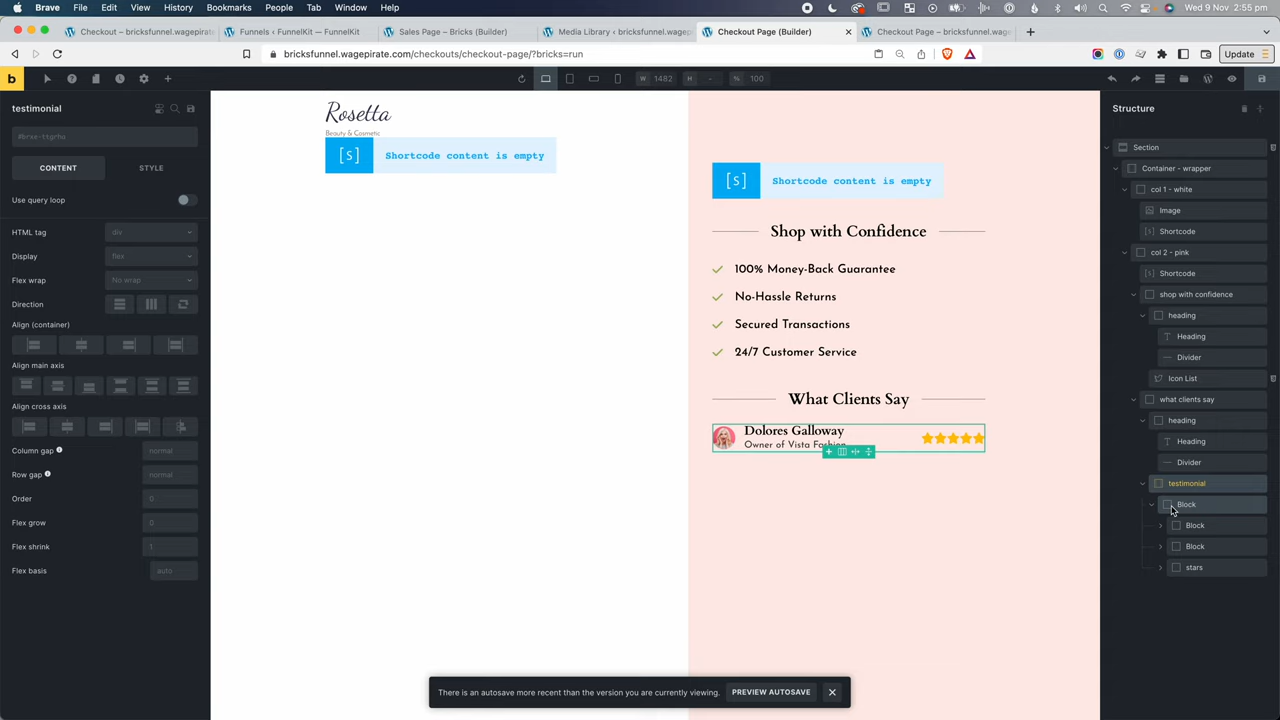 Brave File Edit View History Bookmarks People Tab Window Help Wed 9 Nov 2:55 pm
Checkout – bricksfunnel.wagepirate Funnels ‹ FunnelKit — FunnelKit Sales Page – Bricks (Builder) Media Library ‹ bricksfunnel.wagepi Checkout Page (Builder) Checkout Page – bricksfunnel.wage
bricksfunnel.wagepirate.com/checkouts/checkout-page/?bricks=run Update
b W 1482 H - % 100
testimonial
#brxe-ttgrhu
CONTENT STYLE
Use query loop
HTML tag div
Display flex
Flex wrap No wrap
Direction
Align (container)
Align main axis
Align cross axis
Column gap normal
Row gap normal
Order 0
Flex grow 0
Flex shrink 1
Flex basis auto
Rosetta
Beauty & Cosmetic
[s] Shortcode content is empty
[s] Shortcode content is empty
Shop with Confidence
100% Money-Back Guarantee
No-Hassle Returns
Secured Transactions
24/7 Customer Service
What Clients Say
Dolores Galloway
Owner of Vista Fashion
There is an autosave more recent than the version you are currently viewing. PREVIEW AUTOSAVE
Structure
Section
Container - wrapper
col 1 - white
Image
[s] Shortcode
col 2 - pink
[s] Shortcode
shop with confidence
heading
T Heading
Divider
Icon List
what clients say
heading
T Heading
Divider
testimonial
Block
Block
Block
stars